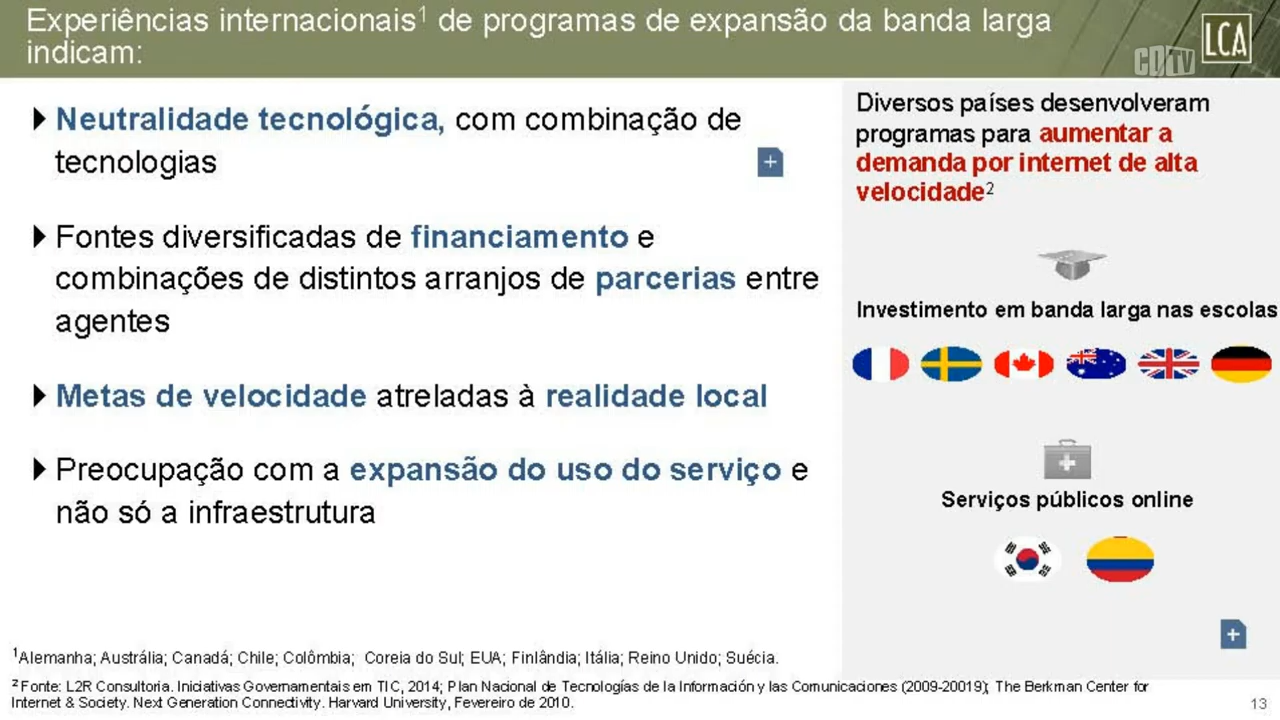 Experiências internacionais¹ de programas de expansão da banda larga
indicam:
LCA
CDTV
Neutralidade tecnológica, com combinação de
tecnologias
Fontes diversificadas de financiamento e
combinações de distintos arranjos de parcerias entre
agentes
Metas de velocidade atreladas à realidade local
Preocupação com a expansão do uso do serviço e
não só a infraestrutura
Diversos países desenvolveram
programas para aumentar a
demanda por internet de alta
velocidade²
Investimento em banda larga nas escolas
Serviços públicos online
¹Alemanha; Austrália; Canadá; Chile; Colômbia; Coreia do Sul; EUA; Finlândia; Itália; Reino Unido; Suécia.
² Fonte: L2R Consultoria. Iniciativas Governamentais em TIC, 2014; Plan Nacional de Tecnologías de la Información y las Comunicaciones (2009-20019); The Berkman Center for
Internet & Society. Next Generation Connectivity. Harvard University, Fevereiro de 2010.
13